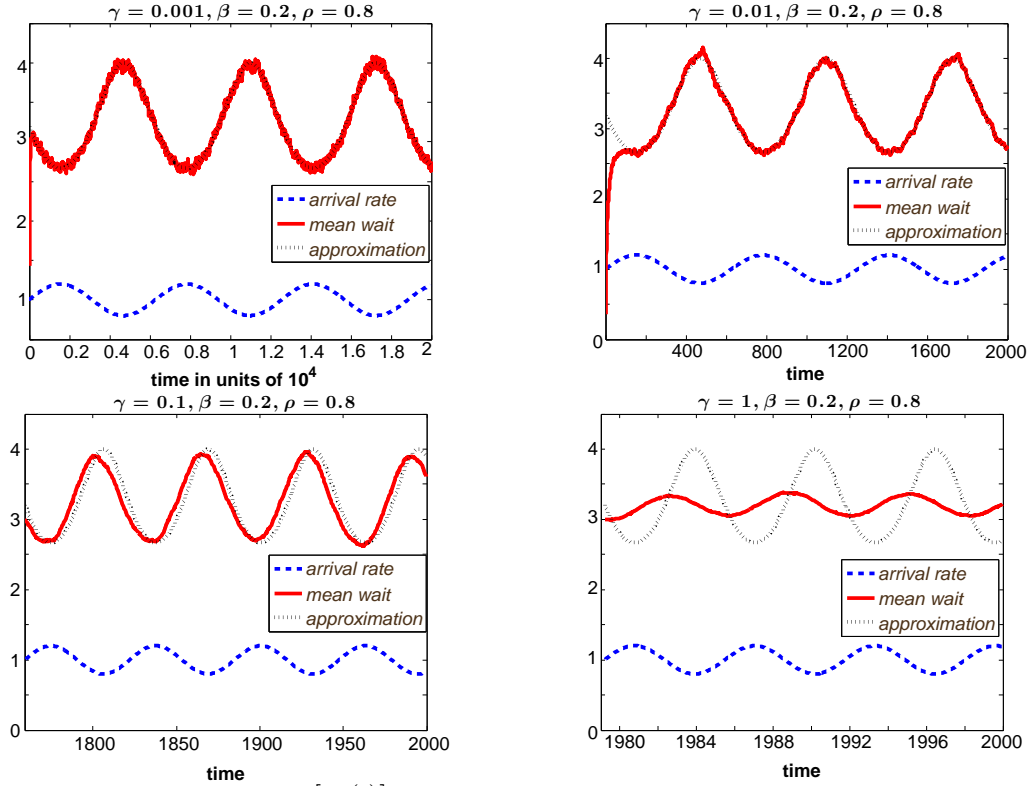 γ = 0.001, β = 0.2, ρ = 0.8
4
3
2
1
arrival rate
mean wait
approximation
0 0.2 0.4 0.6 0.8 1 1.2 1.4 1.6 1.8 2
time in units of 10⁴
γ = 0.01, β = 0.2, ρ = 0.8
4
3
2
1
0
arrival rate
mean wait
approximation
400 800 1200 1600 2000
time
γ = 0.1, β = 0.2, ρ = 0.8
4
3
2
1
0
arrival rate
mean wait
approximation
1800 1850 1900 1950 2000
time
γ = 1, β = 0.2, ρ = 0.8
4
3
2
1
0
arrival rate
mean wait
approximation
1980 1984 1988 1992 1996 2000
time